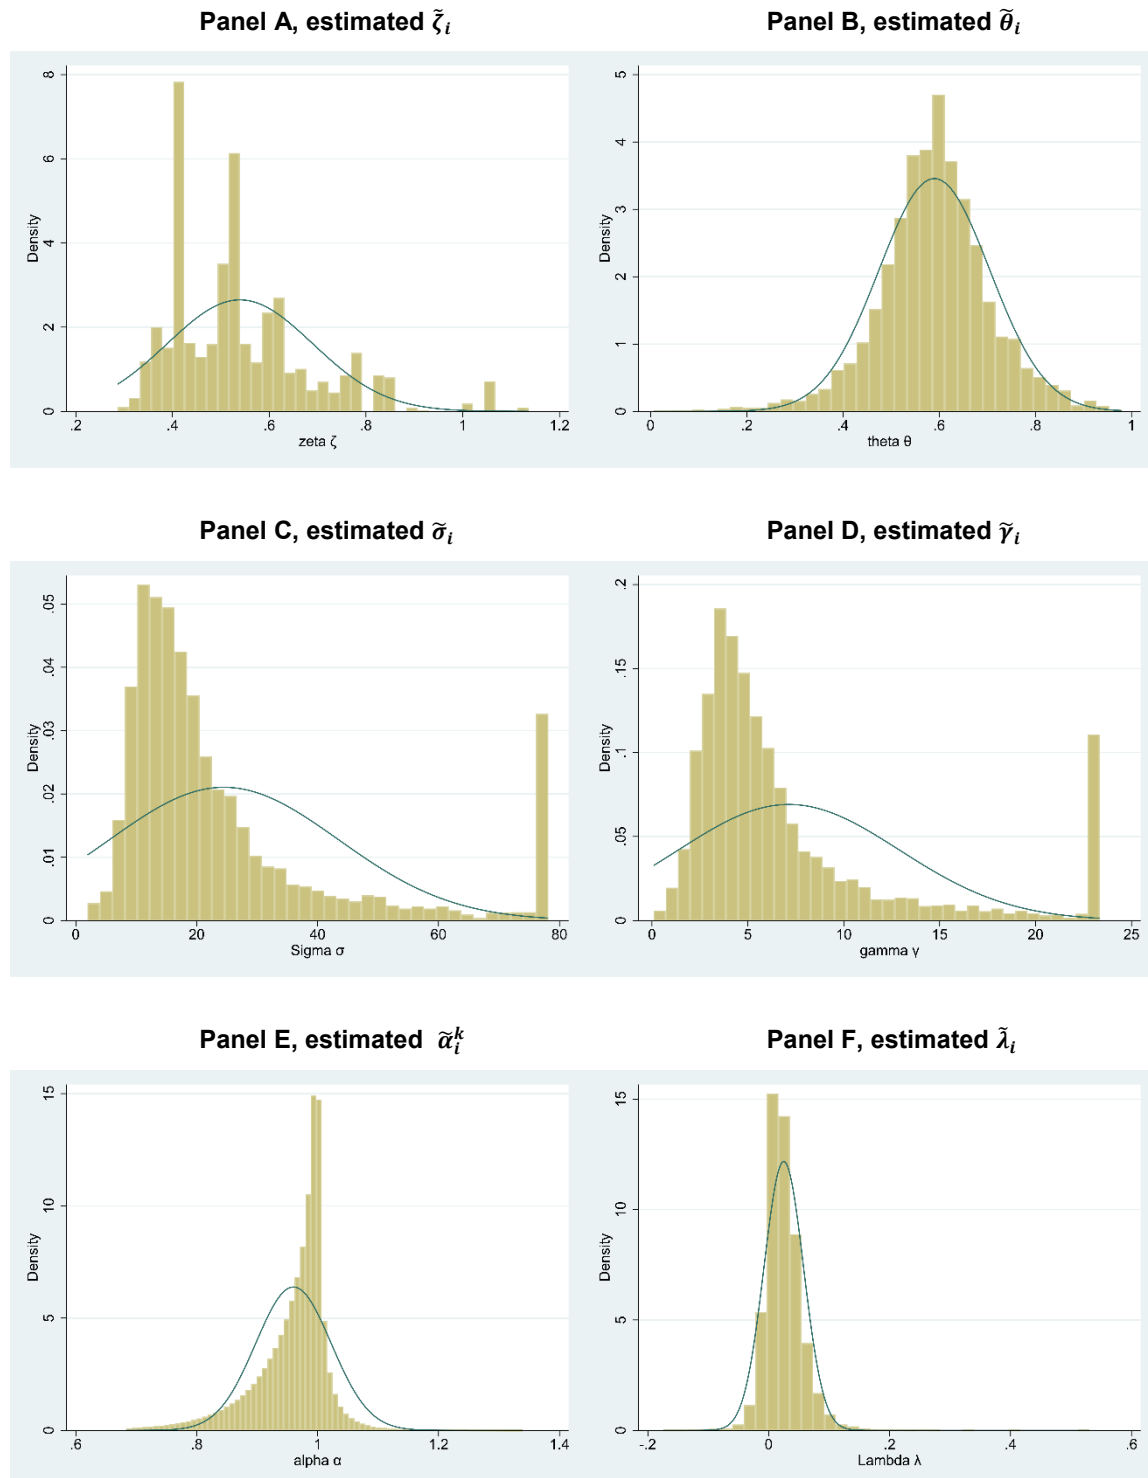 Panel A, estimated ζ̃ᵢ
Panel B, estimated θ̃ᵢ
8
6
4
2
0
Density
.2 .4 .6 .8 1 1.2
zeta ζ
5
4
3
2
1
0
Density
0 .2 .4 .6 .8 1
theta θ
Panel C, estimated σ̃ᵢ
Panel D, estimated γ̃ᵢ
.05
.04
.03
.02
.01
0
Density
0 20 40 60 80
Sigma σ
.2
.15
.1
.05
0
Density
0 5 10 15 20 25
gamma γ
Panel E, estimated α̃ᵢᵏ
Panel F, estimated λ̃ᵢ
15
10
5
0
Density
.6 .8 1 1.2 1.4
alpha α
15
10
5
0
Density
-.2 0 .2 .4 .6
Lambda λ